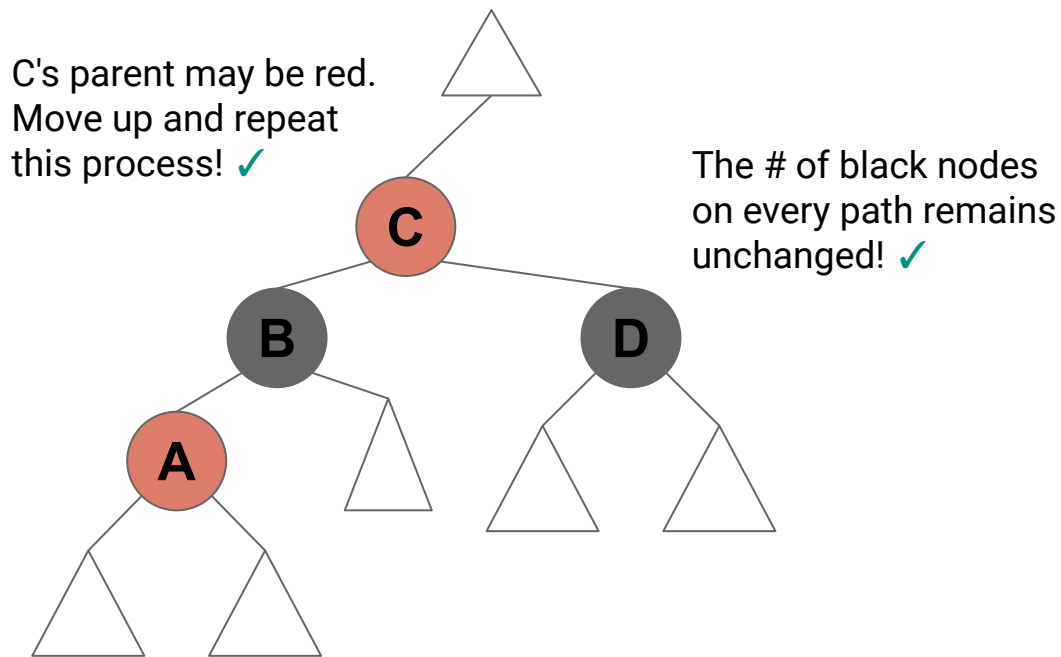 C's parent may be red.
Move up and repeat
this process! ✓
The # of black nodes
on every path remains
unchanged! ✓
C
B
D
A